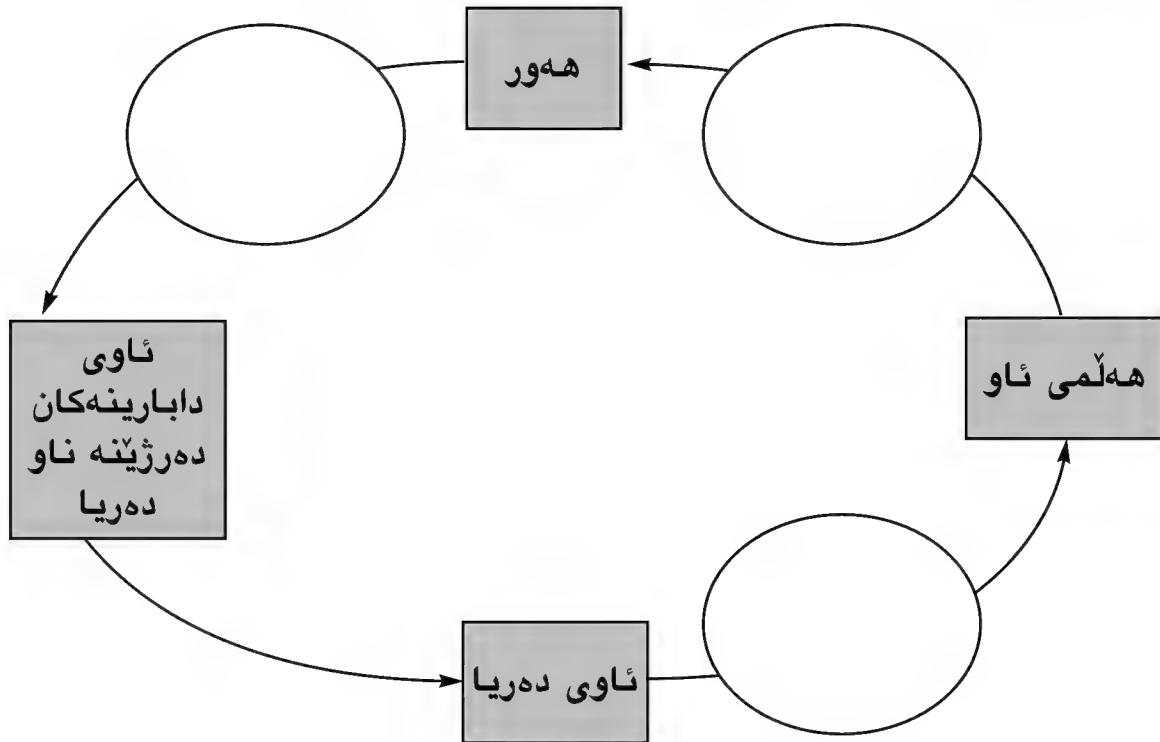 هەور
هەڵمی ئاو
ئاوی
دابارینەکان
دەرژێنە ناو
دەریا
ئاوی دەریا